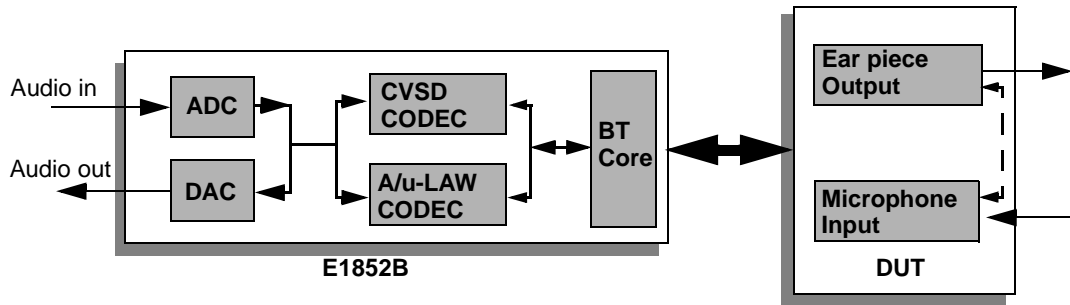 Audio in
ADC
CVSD
CODEC
BT
Core
Ear piece
Output
Audio out
DAC
A/u-LAW
CODEC
Microphone
Input
E1852B
DUT